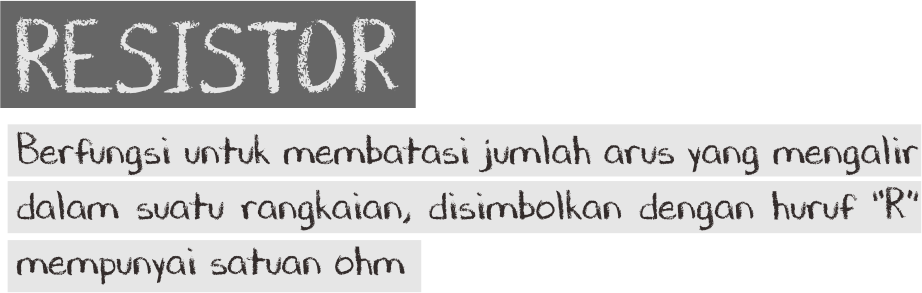 RESISTOR
Berfungsi untuk membatasi jumlah arus yang mengalir
dalam suatu rangkaian, disimbolkan dengan huruf "R"
mempunyai satuan ohm